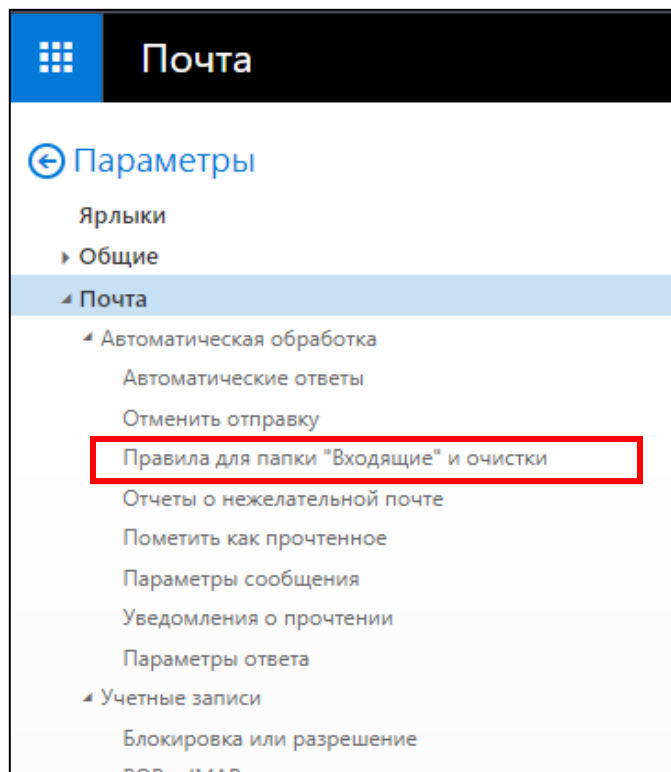 Почта
Параметры
Ярлыки
Общие
Почта
Автоматическая обработка
Автоматические ответы
Отменить отправку
Правила для папки "Входящие" и очистки
Отчеты о нежелательной почте
Пометить как прочтенное
Параметры сообщения
Уведомления о прочтении
Параметры ответа
Учетные записи
Блокировка или разрешение